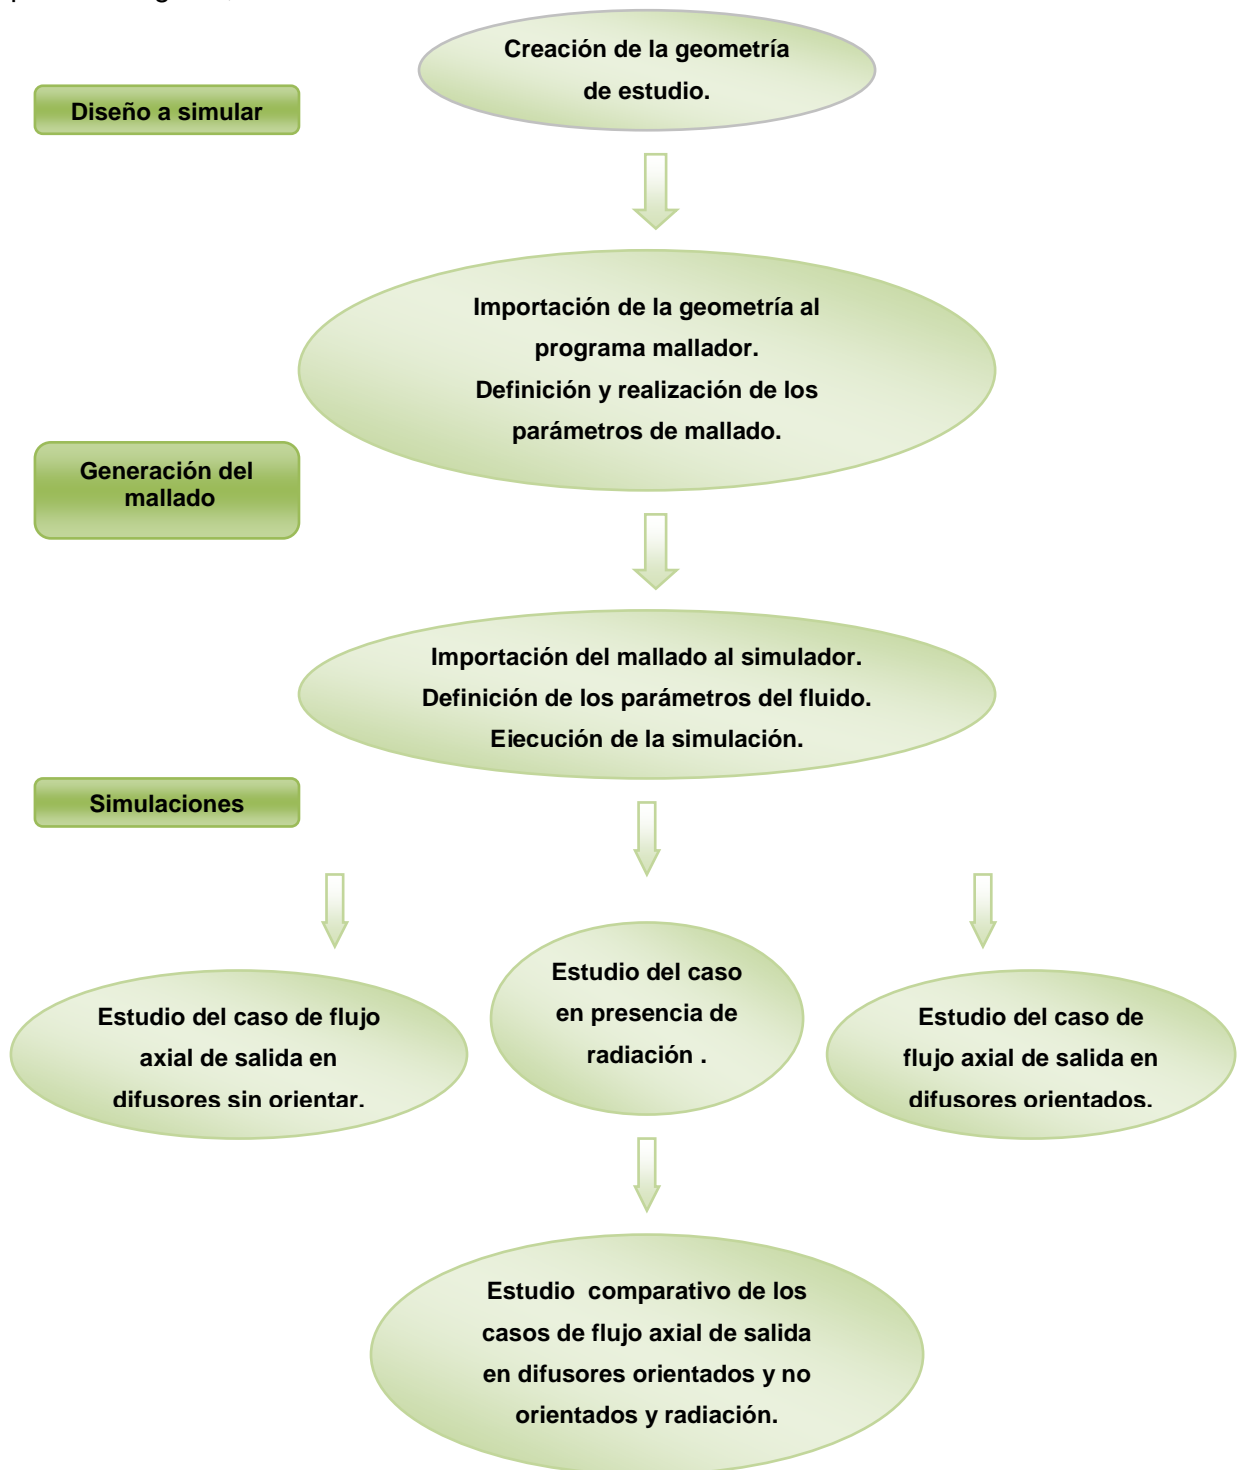 Creación de la geometría
de estudio.
Diseño a simular
Importación de la geometría al
programa mallador.
Definición y realización de los
parámetros de mallado.
Generación del
mallado
Importación del mallado al simulador.
Definición de los parámetros del fluido.
Ejecución de la simulación.
Simulaciones
Estudio del caso de flujo
axial de salida en
difusores sin orientar.
Estudio del caso
en presencia de
radiación .
Estudio del caso de
flujo axial de salida en
difusores orientados.
Estudio  comparativo de los
casos de flujo axial de salida
en difusores orientados y no
orientados y radiación.